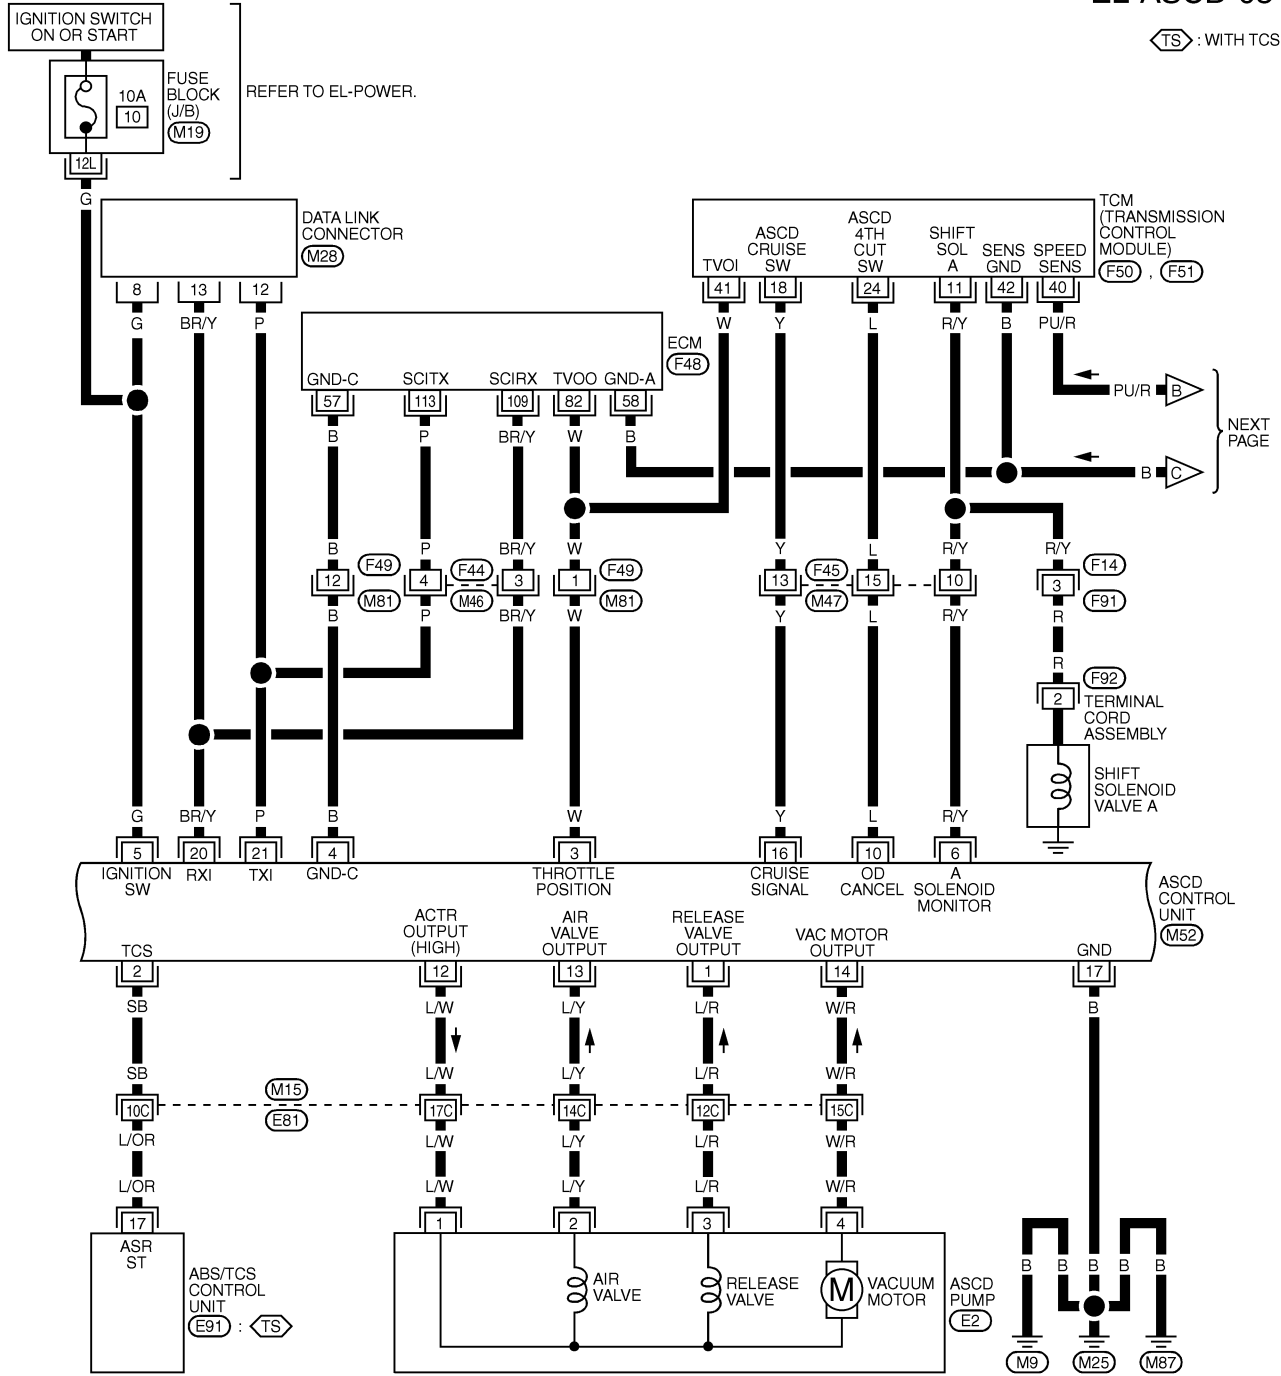 TS : WITH TCS
IGNITION SWITCH
ON OR START
10A
10
FUSE
BLOCK
(J/B)
M19
REFER TO EL-POWER.
12L
G
DATA LINK
CONNECTOR
M28
8 13 12
G BR/Y P
TCM
(TRANSMISSION
CONTROL
MODULE)
F50 , F51
TVOI
ASCD
CRUISE
SW
ASCD
4TH
CUT
SW
SHIFT
SOL
A
SENS
GND
SPEED
SENS
41 18 24 11 42 40
W Y L R/Y B PU/R
ECM
F48
GND-C SCITX SCIRX TVOO GND-A
57 113 109 82 58
B P BR/Y W B
PU/R B
B C
NEXT
PAGE
B P BR/Y W Y L R/Y R/Y
12 F49 4 F44 3 1 F49 13 F45 15 10 3 F14
M81 M46 M81 M47 F91
B P BR/Y W Y L R/Y R
R
2 F92
TERMINAL
CORD
ASSEMBLY
SHIFT
SOLENOID
VALVE A
G BR/Y P B W Y L R/Y
5 20 21 4 3 16 10 6
IGNITION
SW
RXI
TXI
GND-C
THROTTLE
POSITION
CRUISE
SIGNAL
OD
CANCEL
A
SOLENOID
MONITOR
ASCD
CONTROL
UNIT
M52
TCS
ACTR
OUTPUT
(HIGH)
AIR
VALVE
OUTPUT
RELEASE
VALVE
OUTPUT
VAC MOTOR
OUTPUT
GND
2 12 13 1 14 17
SB L/W L/Y L/R W/R B
SB L/W L/Y L/R W/R
M15
10C 17C 14C 12C 15C
E81
L/OR L/W L/Y L/R W/R
L/OR L/W L/Y L/R W/R
17 1 2 3 4
ASR
ST
ABS/TCS
CONTROL
UNIT
E91 : TS
AIR
VALVE
RELEASE
VALVE
M
VACUUM
MOTOR
ASCD
PUMP
E2
B B B B B
M9 M25 M87